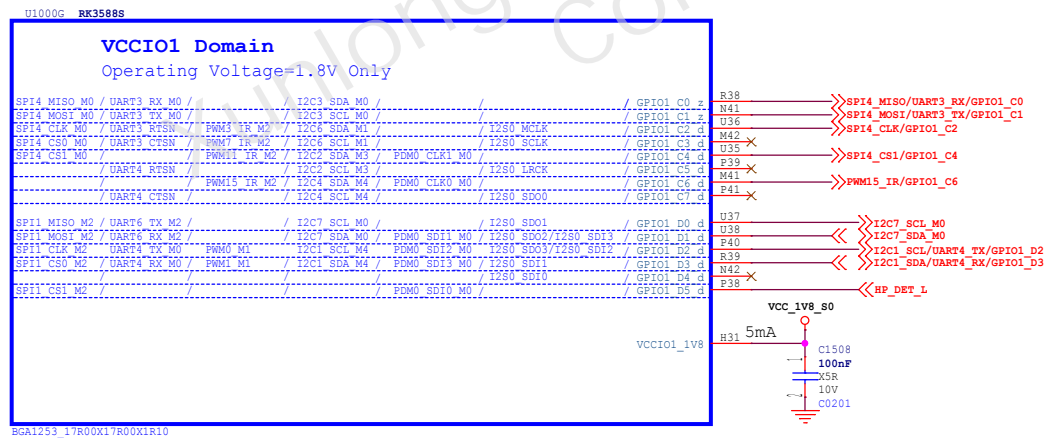 U1000G RK3588S
VCCIO1 Domain
Operating Voltage=1.8V Only
SPI4_MISO_M0 / UART3_RX_M0 / / I2C3_SDA_M0 / / / GPIO1_C0_z R38 SPI4_MISO/UART3_RX/GPIO1_C0
SPI4_MOSI_M0 / UART3_TX_M0 / / I2C3_SCL_M0 / / / GPIO1_C1_z N41 SPI4_MOSI/UART3_TX/GPIO1_C1
SPI4_CLK_M0 / UART3_RTSN / PWM3_IR_M2 / I2C6_SDA_M1 / / I2S0_MCLK / GPIO1_C2_d U36 SPI4_CLK/GPIO1_C2
SPI4_CS0_M0 / UART3_CTSN / PWM7_IR_M2 / I2C6_SCL_M1 / / I2S0_SCLK / GPIO1_C3_d M42
SPI4_CS1_M0 / / PWM11_IR_M2 / I2C2_SDA_M3 / PDM0_CLK1_M0 / / GPIO1_C4_d U35 SPI4_CS1/GPIO1_C4
/ UART4_RTSN / / I2C2_SCL_M3 / / I2S0_LRCK / GPIO1_C5_d P39
/ / PWM15_IR_M2 / I2C4_SDA_M4 / PDM0_CLK0_M0 / / GPIO1_C6_d M41 PWM15_IR/GPIO1_C6
/ UART4_CTSN / / I2C4_SCL_M4 / / I2S0_SDO0 / GPIO1_C7_d P41
SPI1_MISO_M2 / UART6_TX_M2 / / I2C7_SCL_M0 / / I2S0_SDO1 / GPIO1_D0_d U37 I2C7_SCL_M0
SPI1_MOSI_M2 / UART6_RX_M2 / / I2C7_SDA_M0 / PDM0_SDI1_M0 / I2S0_SDO2/I2S0_SDI3 / GPIO1_D1_d U38 I2C7_SDA_M0
SPI1_CLK_M2 / UART4_TX_M0 / PWM0_M1 / I2C1_SCL_M4 / PDM0_SDI2_M0 / I2S0_SDO3/I2S0_SDI2 / GPIO1_D2_d P40 I2C1_SCL/UART4_TX/GPIO1_D2
SPI1_CS0_M2 / UART4_RX_M0 / PWM1_M1 / I2C1_SDA_M4 / PDM0_SDI3_M0 / I2S0_SDI1 / GPIO1_D3_d R39 I2C1_SDA/UART4_RX/GPIO1_D3
/ / / / / I2S0_SDI0 / GPIO1_D4_d N42
SPI1_CS1_M2 / / / / PDM0_SDI0_M0 / / GPIO1_D5_d P38 HP_DET_L
VCC_1V8_S0
VCCIO1_1V8 H31 5mA
C1508
100nF
X5R
10V
C0201
BGA1253_17R00X17R00X1R10
Yunlong